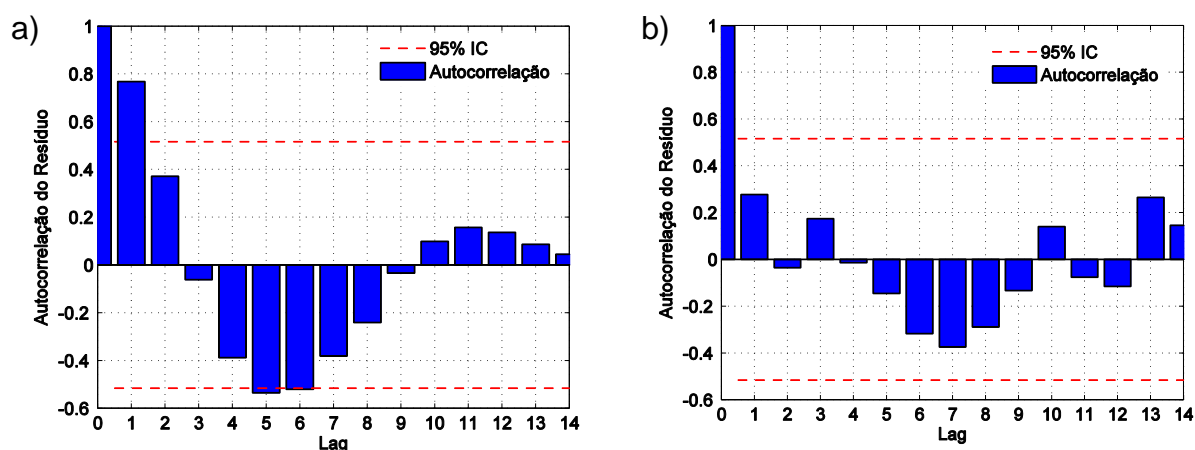 a)
Autocorrelação do Resíduo
1
0.8
0.6
0.4
0.2
0
-0.2
-0.4
-0.6
95% IC
Autocorrelação
0 1 2 3 4 5 6 7 8 9 10 11 12 13 14
Lag
b)
Autocorrelação do Resíduo
1
0.8
0.6
0.4
0.2
0
-0.2
-0.4
-0.6
95% IC
Autocorrelação
0 1 2 3 4 5 6 7 8 9 10 11 12 13 14
Lag